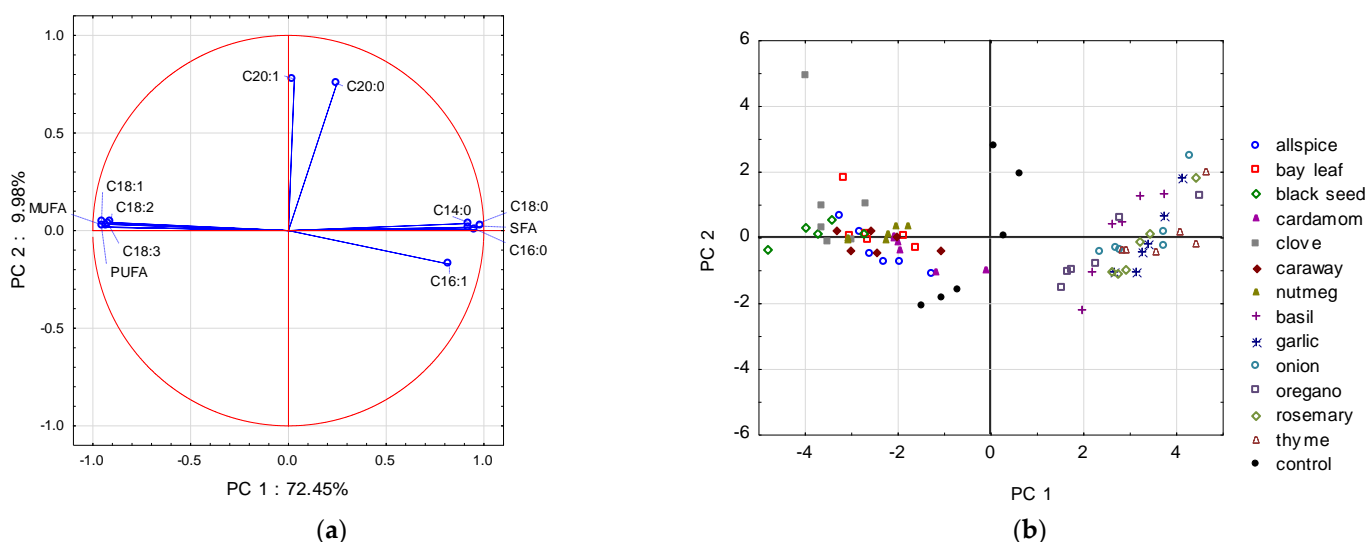 1.0
0.5
0.0
-0.5
-1.0
PC 2 : 9.98%
C20:1
C20:0
C18:1
MUFA
C18:2
C18:3
PUFA
C14:0
C18:0
SFA
C16:0
C16:1
-1.0 -0.5 0.0 0.5 1.0
PC 1 : 72.45%
(a)
6
4
2
0
-2
-4
-6
PC 2
-4 -2 0 2 4
PC 1
(b)
allspice
bay leaf
black seed
cardamom
clove
caraway
nutmeg
basil
garlic
onion
oregano
rosemary
thyme
control